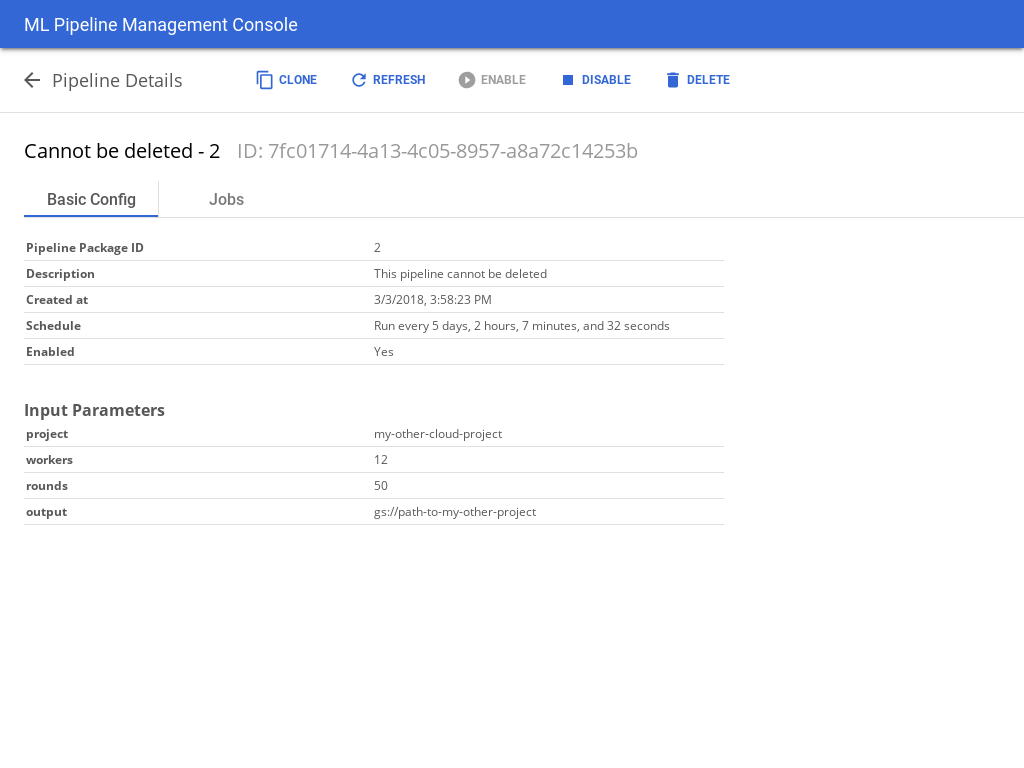 ML Pipeline Management Console
Pipeline Details CLONE REFRESH ENABLE DISABLE DELETE
Cannot be deleted - 2 ID: 7fc01714-4a13-4c05-8957-a8a72c14253b
Basic Config Jobs
Pipeline Package ID 2
Description This pipeline cannot be deleted
Created at 3/3/2018, 3:58:23 PM
Schedule Run every 5 days, 2 hours, 7 minutes, and 32 seconds
Enabled Yes
Input Parameters
project my-other-cloud-project
workers 12
rounds 50
output gs://path-to-my-other-project